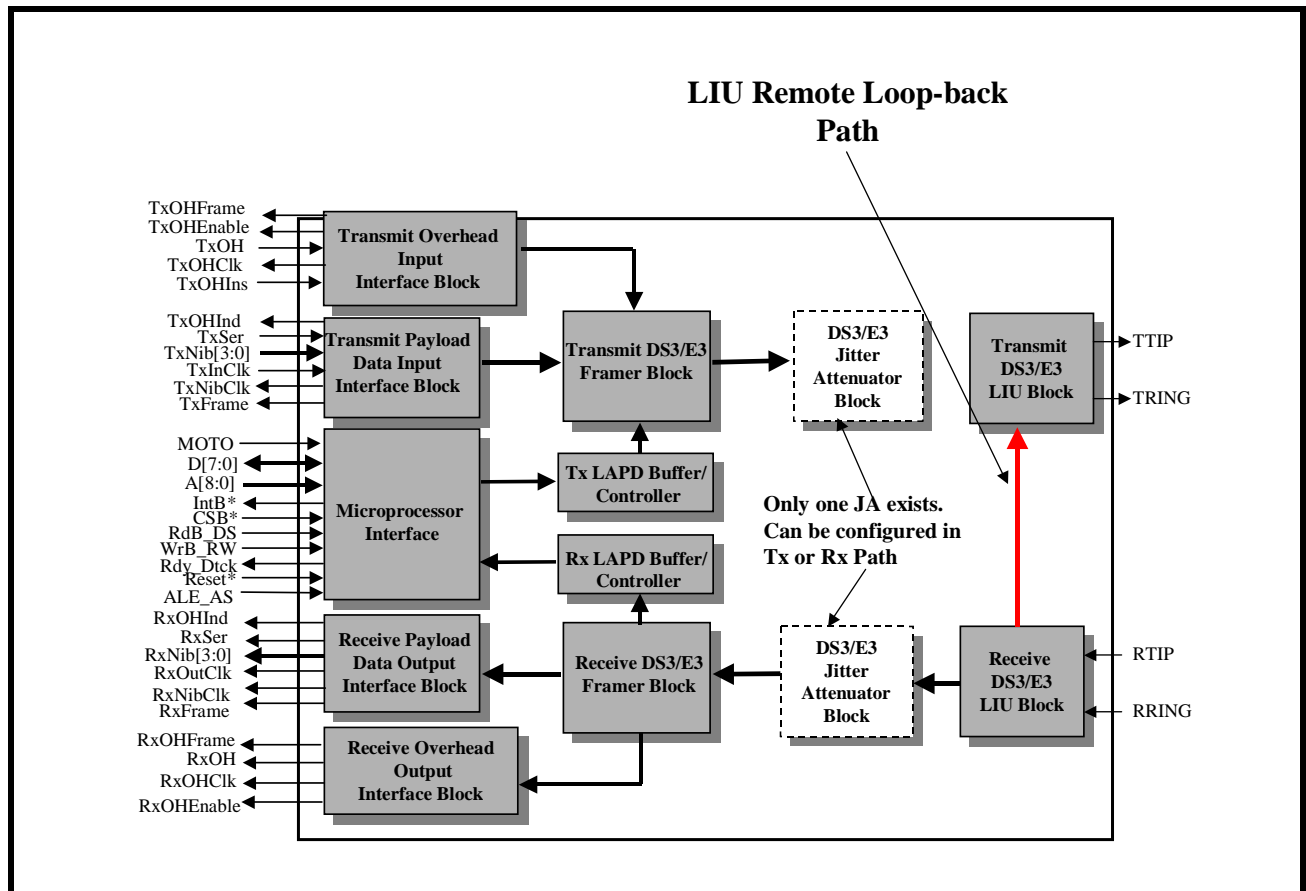 LIU Remote Loop-back
Path
TxOHFrame
TxOHEnable
TxOH
TxOHClk
TxOHIns
Transmit Overhead
Input
Interface Block
TxOHInd
TxSer
TxNib[3:0]
TxInClk
TxNibClk
TxFrame
Transmit Payload
Data Input
Interface Block
Transmit DS3/E3
Framer Block
DS3/E3
Jitter
Attenuator
Block
Transmit
DS3/E3
LIU Block
TTIP
TRING
MOTO
D[7:0]
A[8:0]
IntB*
CSB*
RdB_DS
WrB_RW
Rdy_Dtck
Reset*
ALE_AS
Microprocessor
Interface
Tx LAPD Buffer/
Controller
Rx LAPD Buffer/
Controller
Only one JA exists.
Can be configured in
Tx or Rx Path
RxOHInd
RxSer
RxNib[3:0]
RxOutClk
RxNibClk
RxFrame
Receive Payload
Data Output
Interface Block
Receive DS3/E3
Framer Block
DS3/E3
Jitter
Attenuator
Block
Receive
DS3/E3
LIU Block
RTIP
RRING
RxOHFrame
RxOH
RxOHClk
RxOHEnable
Receive Overhead
Output
Interface Block